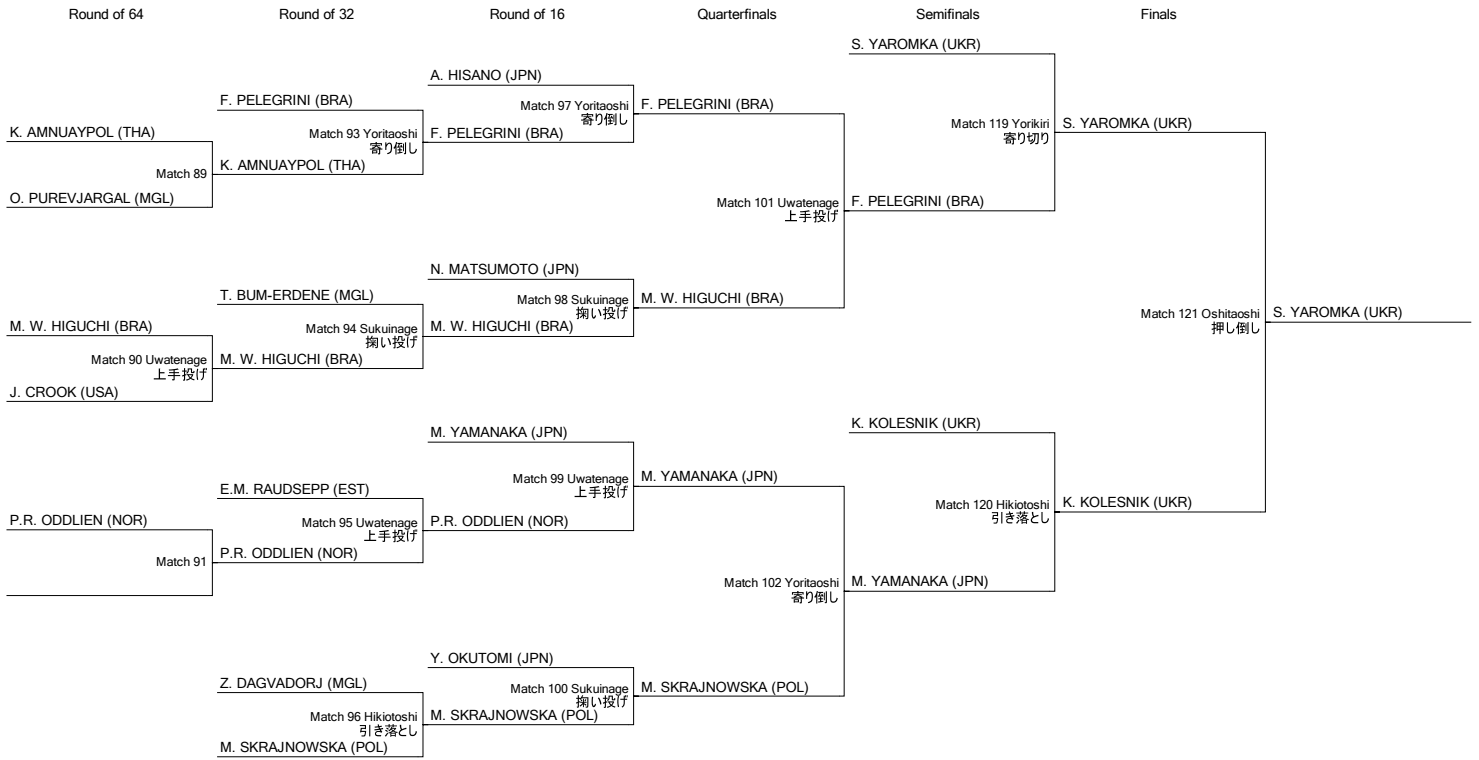 Round of 64
Round of 32
Round of 16
Quarterfinals
Semifinals
Finals
K. AMNUAYPOL (THA)
Match 89
O. PUREVJARGAL (MGL)
M. W. HIGUCHI (BRA)
Match 90 Uwatenage
上手投げ
J. CROOK (USA)
P.R. ODDLIEN (NOR)
Match 91
F. PELEGRINI (BRA)
Match 93 Yoritaoshi
寄り倒し
K. AMNUAYPOL (THA)
T. BUM-ERDENE (MGL)
Match 94 Sukuinage
掬い投げ
M. W. HIGUCHI (BRA)
E.M. RAUDSEPP (EST)
Match 95 Uwatenage
上手投げ
P.R. ODDLIEN (NOR)
Z. DAGVADORJ (MGL)
Match 96 Hikiotoshi
引き落とし
M. SKRAJNOWSKA (POL)
A. HISANO (JPN)
Match 97 Yoritaoshi
寄り倒し
F. PELEGRINI (BRA)
N. MATSUMOTO (JPN)
Match 98 Sukuinage
掬い投げ
M. W. HIGUCHI (BRA)
M. YAMANAKA (JPN)
Match 99 Uwatenage
上手投げ
P.R. ODDLIEN (NOR)
Y. OKUTOMI (JPN)
Match 100 Sukuinage
掬い投げ
M. SKRAJNOWSKA (POL)
F. PELEGRINI (BRA)
Match 101 Uwatenage
上手投げ
M. W. HIGUCHI (BRA)
M. YAMANAKA (JPN)
Match 102 Yoritaoshi
寄り倒し
M. SKRAJNOWSKA (POL)
S. YAROMKA (UKR)
Match 119 Yorikiri
寄り切り
F. PELEGRINI (BRA)
K. KOLESNIK (UKR)
Match 120 Hikiotoshi
引き落とし
M. YAMANAKA (JPN)
S. YAROMKA (UKR)
Match 121 Oshitaoshi
押し倒し
K. KOLESNIK (UKR)
S. YAROMKA (UKR)